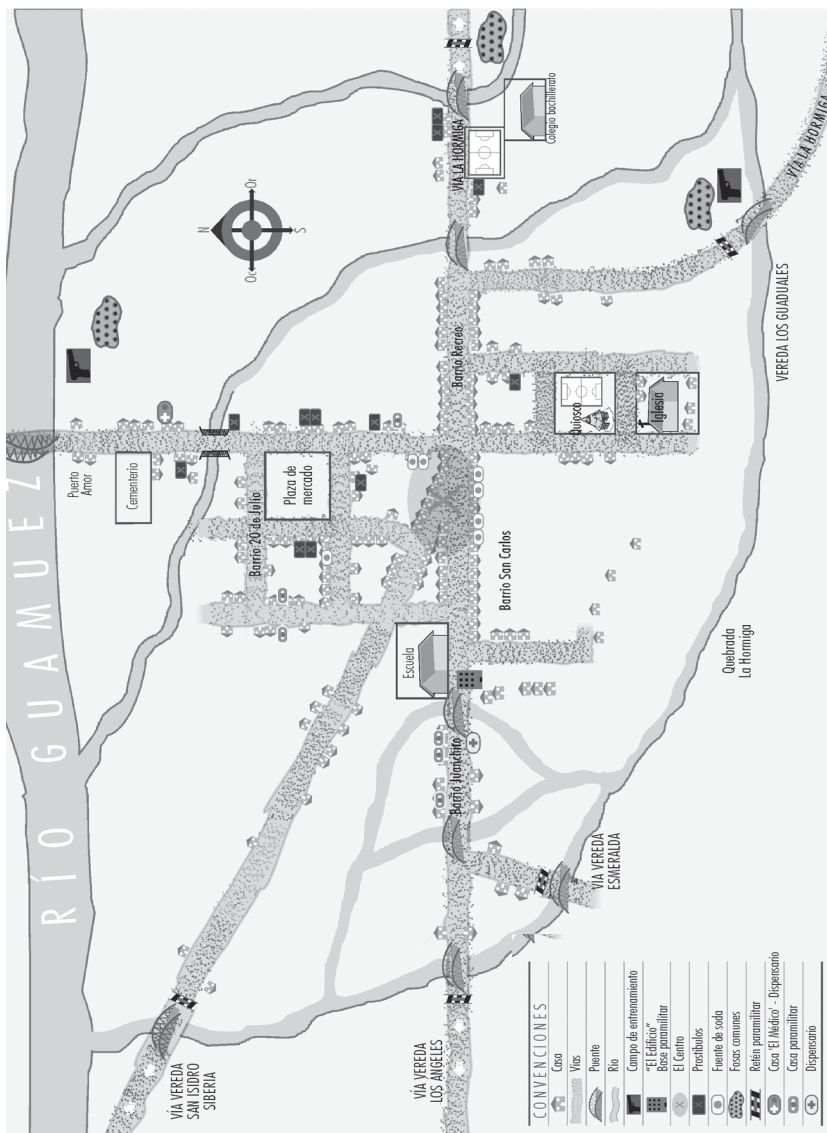 RÍO GUAMUEZ
Puerto
Amor
Cementerio
N
S
Oc
Or
VÍA LA HORMIGA
Colegio bachillerato
Plaza de
mercado
Barrio 20 de Julio
Barrio Recreo
Quiosco
Iglesia
VÍA LA HORMIGA
VEREDA LOS GUADUALES
Barrio San Carlos
Escuela
Barrio Juanchito
Quebrada
La Hormiga
VÍA VEREDA
ESMERALDA
VÍA VEREDA
SAN ISIDRO
SIBERIA
VÍA VEREDA
LOS ANGELES
CONVENCIONES
Casa
Vías
Puente
Río
Campo de entrenamiento
"El Edificio"
Base paramilitar
El Centro
Prostíbulos
Fuente de soda
Fosas comunes
Retén paramilitar
Casa 'El Médico' - Dispensario
Casa paramilitar
Dispensario